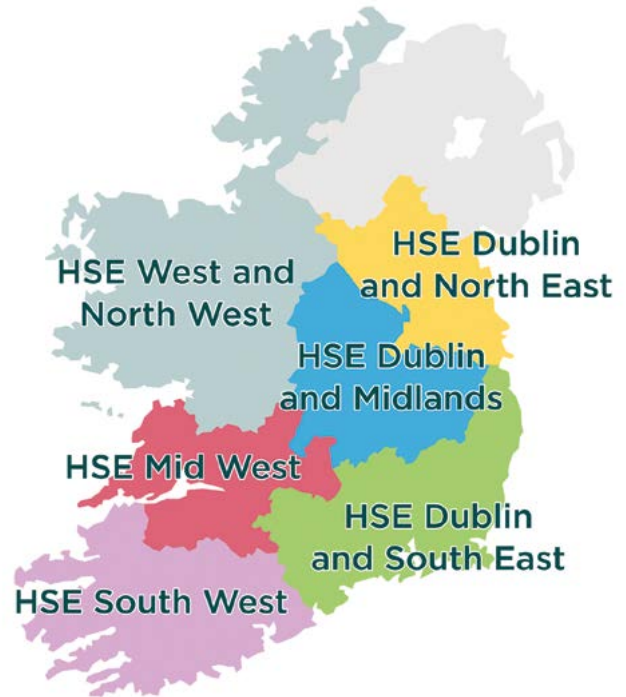 HSE Dublin
and North East
HSE West and
North West
HSE Dublin
and Midlands
HSE Mid West
HSE Dublin
and South East
HSE South West